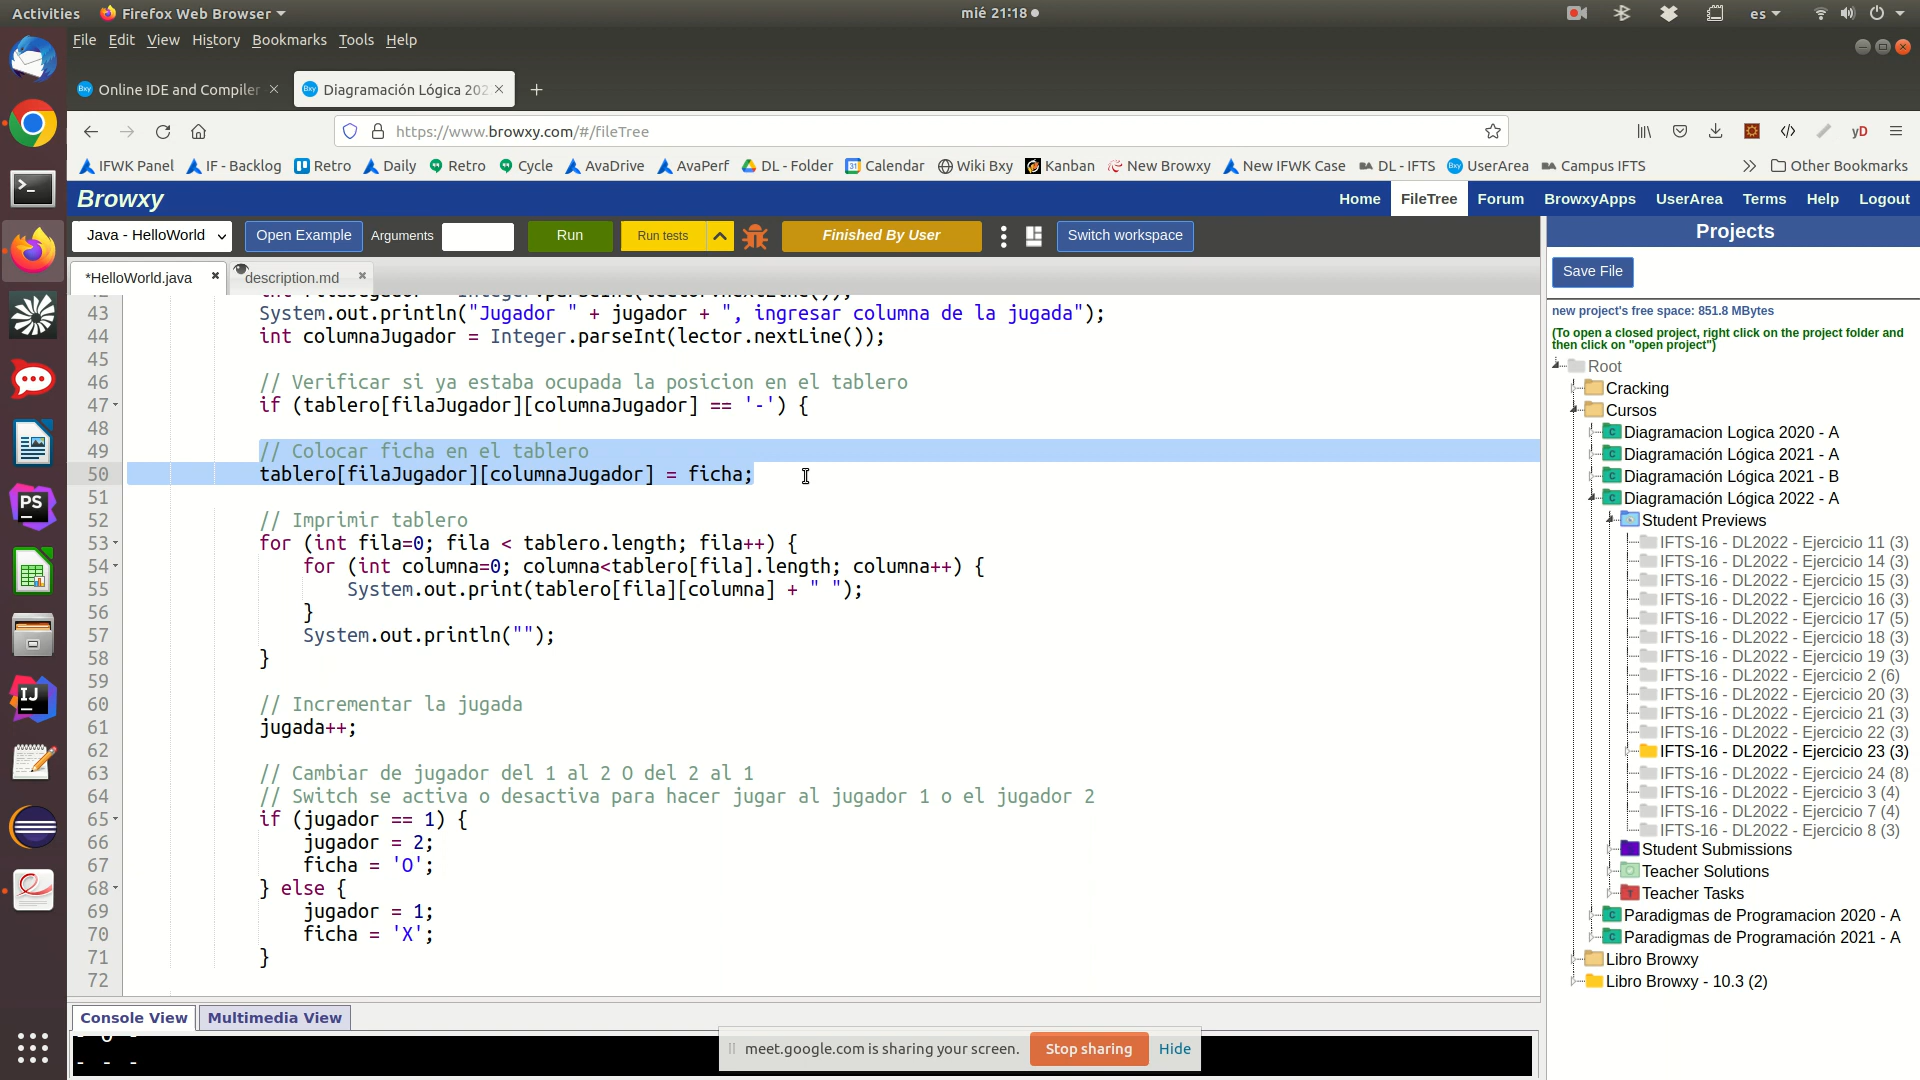 Activities Firefox Web Browser mié 21:18 es
File Edit View History Bookmarks Tools Help
Online IDE and Compiler Diagramación Lógica 202
https://www.browxy.com/#/fileTree yD
IFWK Panel IF - Backlog Retro Daily Retro Cycle AvaDrive AvaPerf DL - Folder Calendar Wiki Bxy Kanban New Browxy New IFWK Case DL - IFTS UserArea Campus IFTS Other Bookmarks
Browxy Home FileTree Forum BrowxyApps UserArea Terms Help Logout
Java - HelloWorld Open Example Arguments Run Run tests Finished By User Switch workspace
*HelloWorld.java description.md
43 System.out.println("Jugador " + jugador + ", ingresar columna de la jugada");
44 int columnaJugador = Integer.parseInt(lector.nextLine());
45
46 // Verificar si ya estaba ocupada la posicion en el tablero
47 if (tablero[filaJugador][columnaJugador] == '-') {
48
49 // Colocar ficha en el tablero
50 tablero[filaJugador][columnaJugador] = ficha;
51
52 // Imprimir tablero
53 for (int fila=0; fila < tablero.length; fila++) {
54 for (int columna=0; columna<tablero[fila].length; columna++) {
55 System.out.print(tablero[fila][columna] + " ");
56 }
57 System.out.println("");
58 }
59
60 // Incrementar la jugada
61 jugada++;
62
63 // Cambiar de jugador del 1 al 2 O del 2 al 1
64 // Switch se activa o desactiva para hacer jugar al jugador 1 o el jugador 2
65 if (jugador == 1) {
66 jugador = 2;
67 ficha = 'O';
68 } else {
69 jugador = 1;
70 ficha = 'X';
71 }
72
Console View Multimedia View
- - -
meet.google.com is sharing your screen. Stop sharing Hide
Projects
Save File
new project's free space: 851.8 MBytes
(To open a closed project, right click on the project folder and
then click on "open project")
Root
Cracking
Cursos
Diagramacion Logica 2020 - A
Diagramación Lógica 2021 - A
Diagramación Lógica 2021 - B
Diagramación Lógica 2022 - A
Student Previews
IFTS-16 - DL2022 - Ejercicio 11 (3)
IFTS-16 - DL2022 - Ejercicio 14 (3)
IFTS-16 - DL2022 - Ejercicio 15 (3)
IFTS-16 - DL2022 - Ejercicio 16 (3)
IFTS-16 - DL2022 - Ejercicio 17 (5)
IFTS-16 - DL2022 - Ejercicio 18 (3)
IFTS-16 - DL2022 - Ejercicio 19 (3)
IFTS-16 - DL2022 - Ejercicio 2 (6)
IFTS-16 - DL2022 - Ejercicio 20 (3)
IFTS-16 - DL2022 - Ejercicio 21 (3)
IFTS-16 - DL2022 - Ejercicio 22 (3)
IFTS-16 - DL2022 - Ejercicio 23 (3)
IFTS-16 - DL2022 - Ejercicio 24 (8)
IFTS-16 - DL2022 - Ejercicio 3 (4)
IFTS-16 - DL2022 - Ejercicio 7 (4)
IFTS-16 - DL2022 - Ejercicio 8 (3)
Student Submissions
Teacher Solutions
Teacher Tasks
Paradigmas de Programacion 2020 - A
Paradigmas de Programación 2021 - A
Libro Browxy
Libro Browxy - 10.3 (2)
PS
IJ